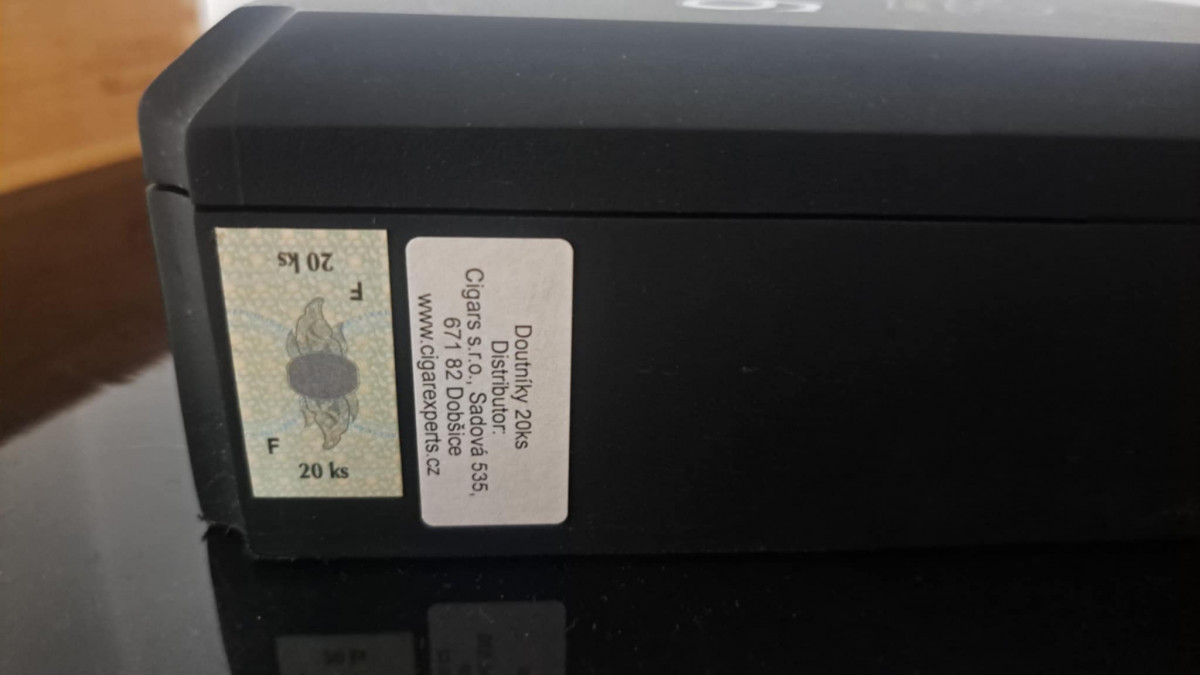 20 ks
F
F
20 ks
Doutníky 20ks
Distributor:
Cigars s.r.o., Sadová 535,
671 82 Dobšice
www.cigarexperts.cz